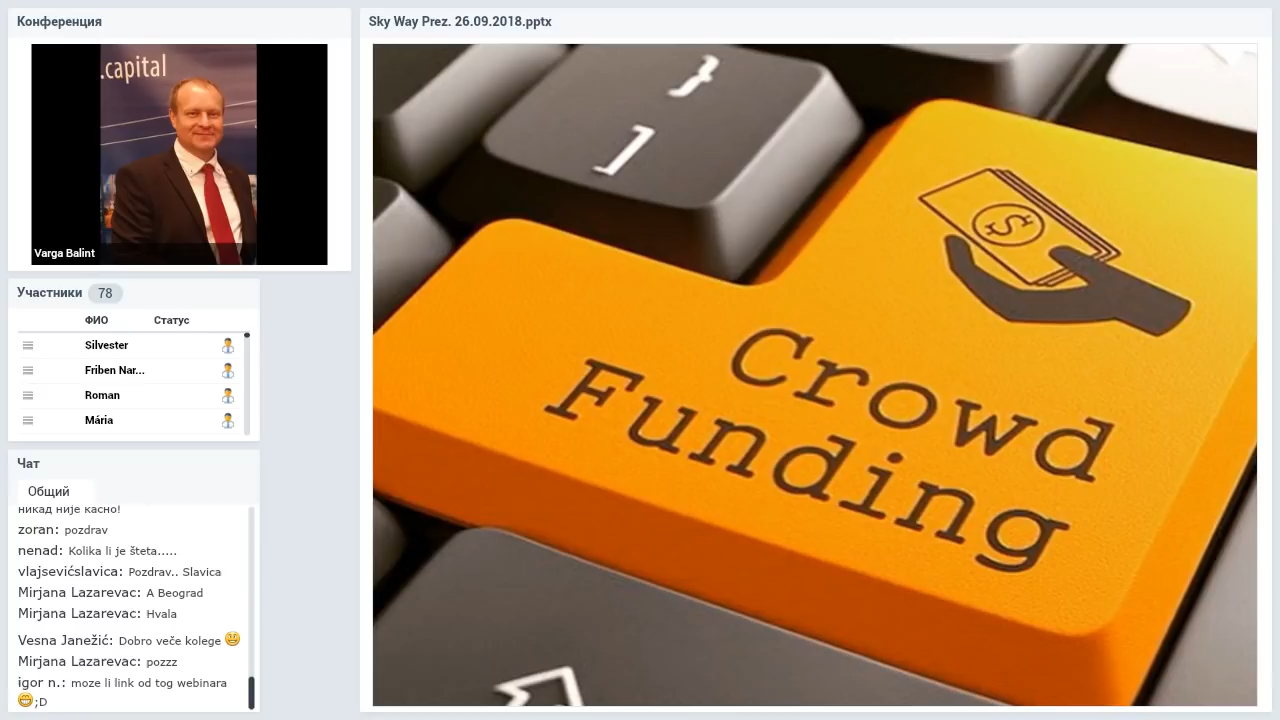 Конференция
.capital
Varga Balint
Участники 78
ФИО Статус
Silvester
Friben Nar...
Roman
Mária
Чат
Общий
никад није касно!
zoran: pozdrav
nenad: Kolika li je šteta.....
vlajsevićslavica: Pozdrav.. Slavica
Mirjana Lazarevac: A Beograd
Mirjana Lazarevac: Hvala
Vesna Janežić: Dobro veče kolege
Mirjana Lazarevac: pozzz
igor n.: moze li link od tog webinara
;D
Sky Way Prez. 26.09.2018.pptx
}
]
$
Crowd
Funding